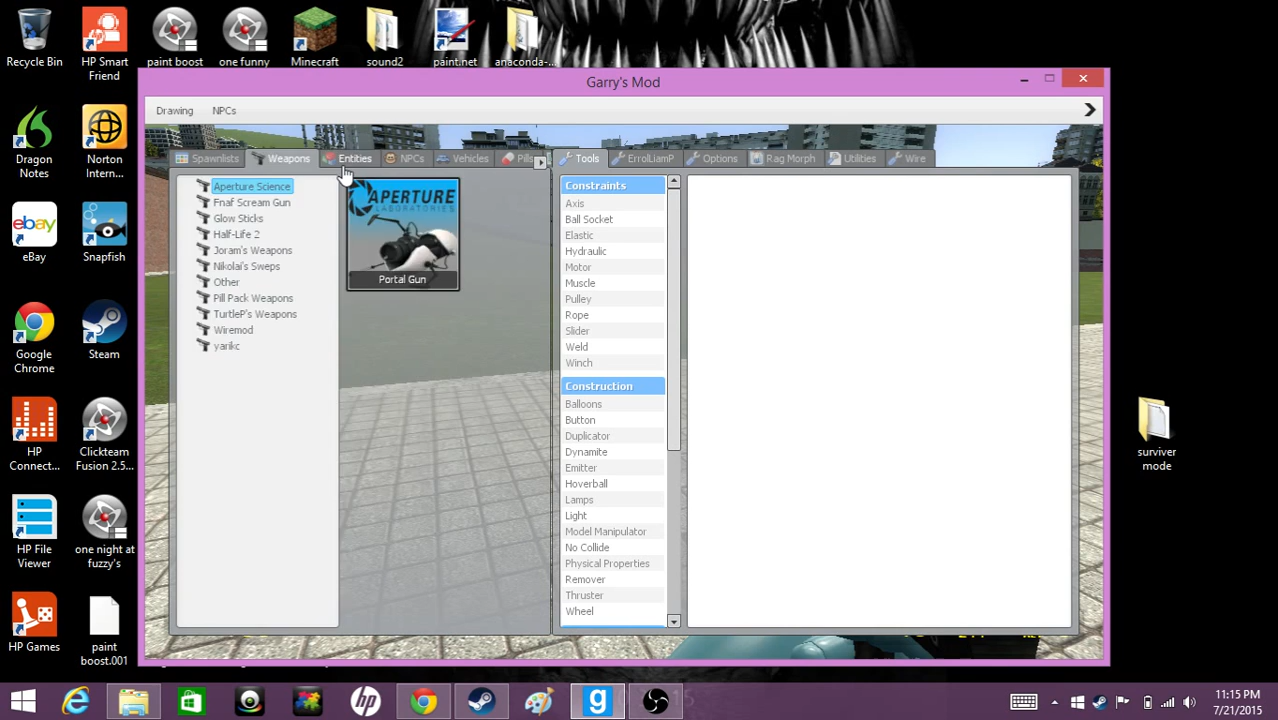 Recycle Bin
HP Smart
Friend
paint boost
one funny
Minecraft
sound2
paint.net
anaconda-...
Dragon
Notes
Norton
Intern...
eBay
Snapfish
Google
Chrome
Steam
HP
Connect...
Clickteam
Fusion 2.5...
HP File
Viewer
one night at
fuzzy's
HP Games
paint
boost.001
surviver
mode
Garry's Mod
Drawing
NPCs
Spawnlists
Weapons
Entities
NPCs
Vehicles
Pills
Tools
ErrolLiamP
Options
Rag Morph
Utilities
Wire
Aperture Science
Fnaf Scream Gun
Glow Sticks
Half-Life 2
Joram's Weapons
Nikolai's Sweps
Other
Pill Pack Weapons
TurtleP's Weapons
Wiremod
yarikc
APERTURE
LABORATORIES
Portal Gun
Constraints
Axis
Ball Socket
Elastic
Hydraulic
Motor
Muscle
Pulley
Rope
Slider
Weld
Winch
Construction
Balloons
Button
Duplicator
Dynamite
Emitter
Hoverball
Lamps
Light
Model Manipulator
No Collide
Physical Properties
Remover
Thruster
Wheel
11:15 PM
7/21/2015